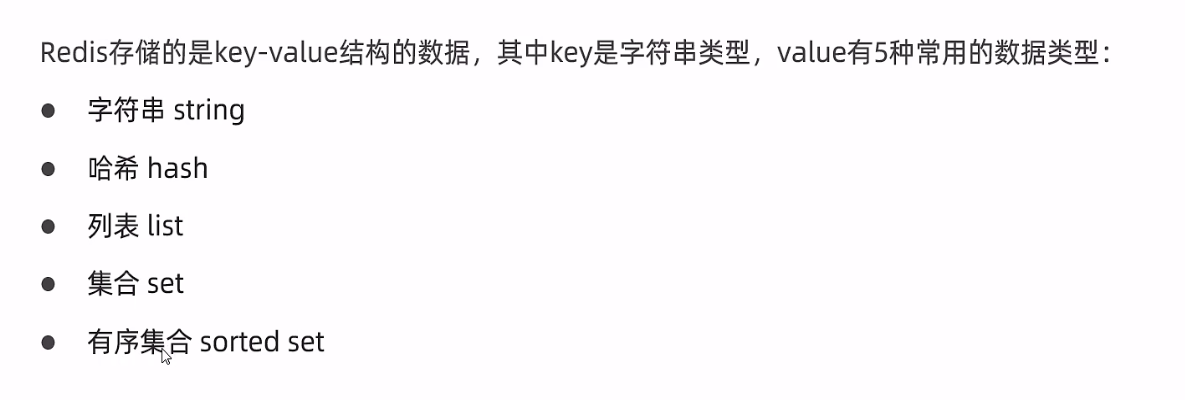 Redis存储的是key-value结构的数据，其中key是字符串类型，value有5种常用的数据类型：
● 字符串 string
● 哈希 hash
● 列表 list
● 集合 set
● 有序集合 sorted set